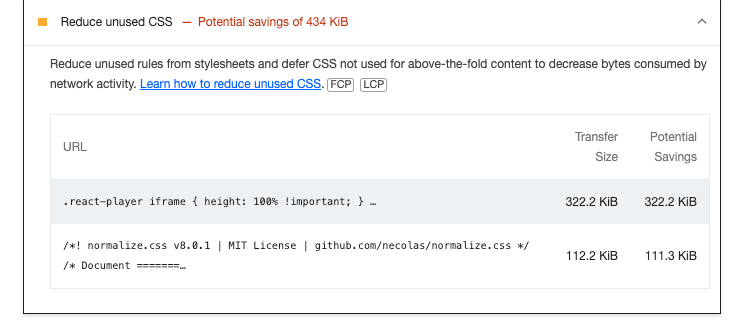 Reduce unused CSS — Potential savings of 434 KiB
Reduce unused rules from stylesheets and defer CSS not used for above-the-fold content to decrease bytes consumed by
network activity. Learn how to reduce unused CSS. FCP LCP
URL
Transfer Size
Potential Savings
.react-player iframe { height: 100% !important; } … 322.2 KiB 322.2 KiB
/*! normalize.css v8.0.1 | MIT License | github.com/necolas/normalize.css */
/* Document =======… 112.2 KiB 111.3 KiB